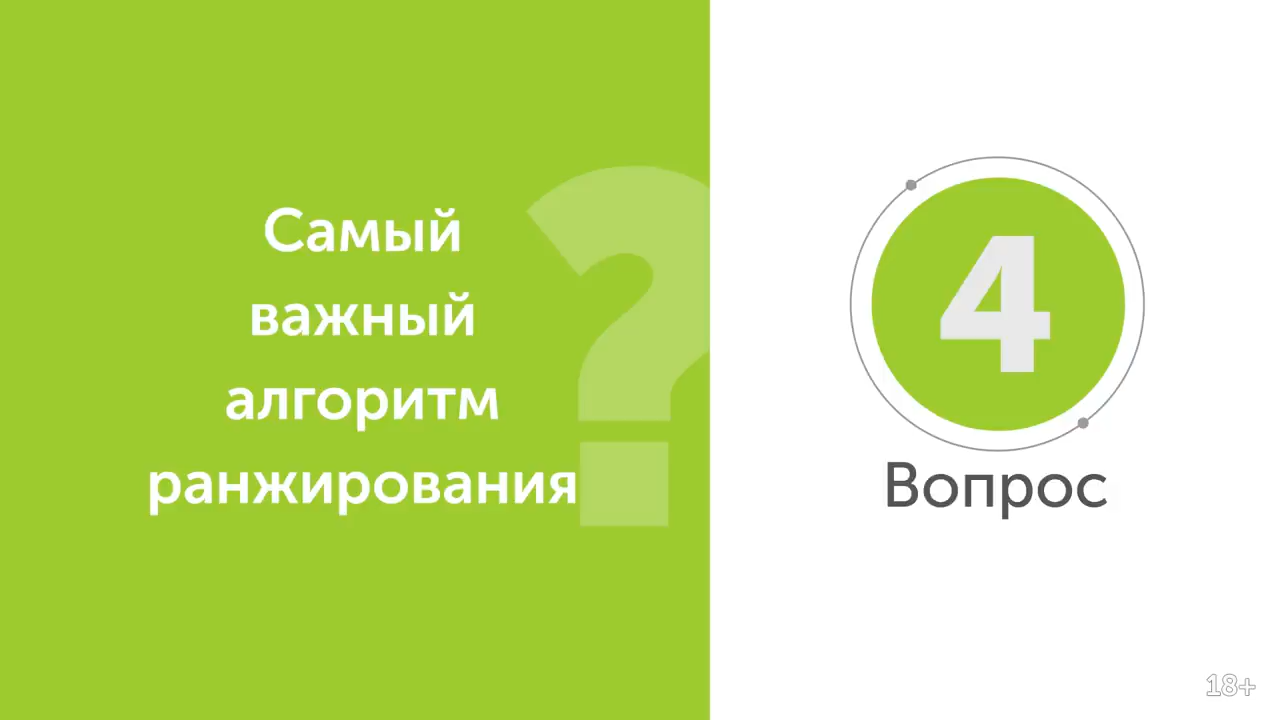 Самый
важный
алгоритм
ранжирования
?
4
Вопрос
18+